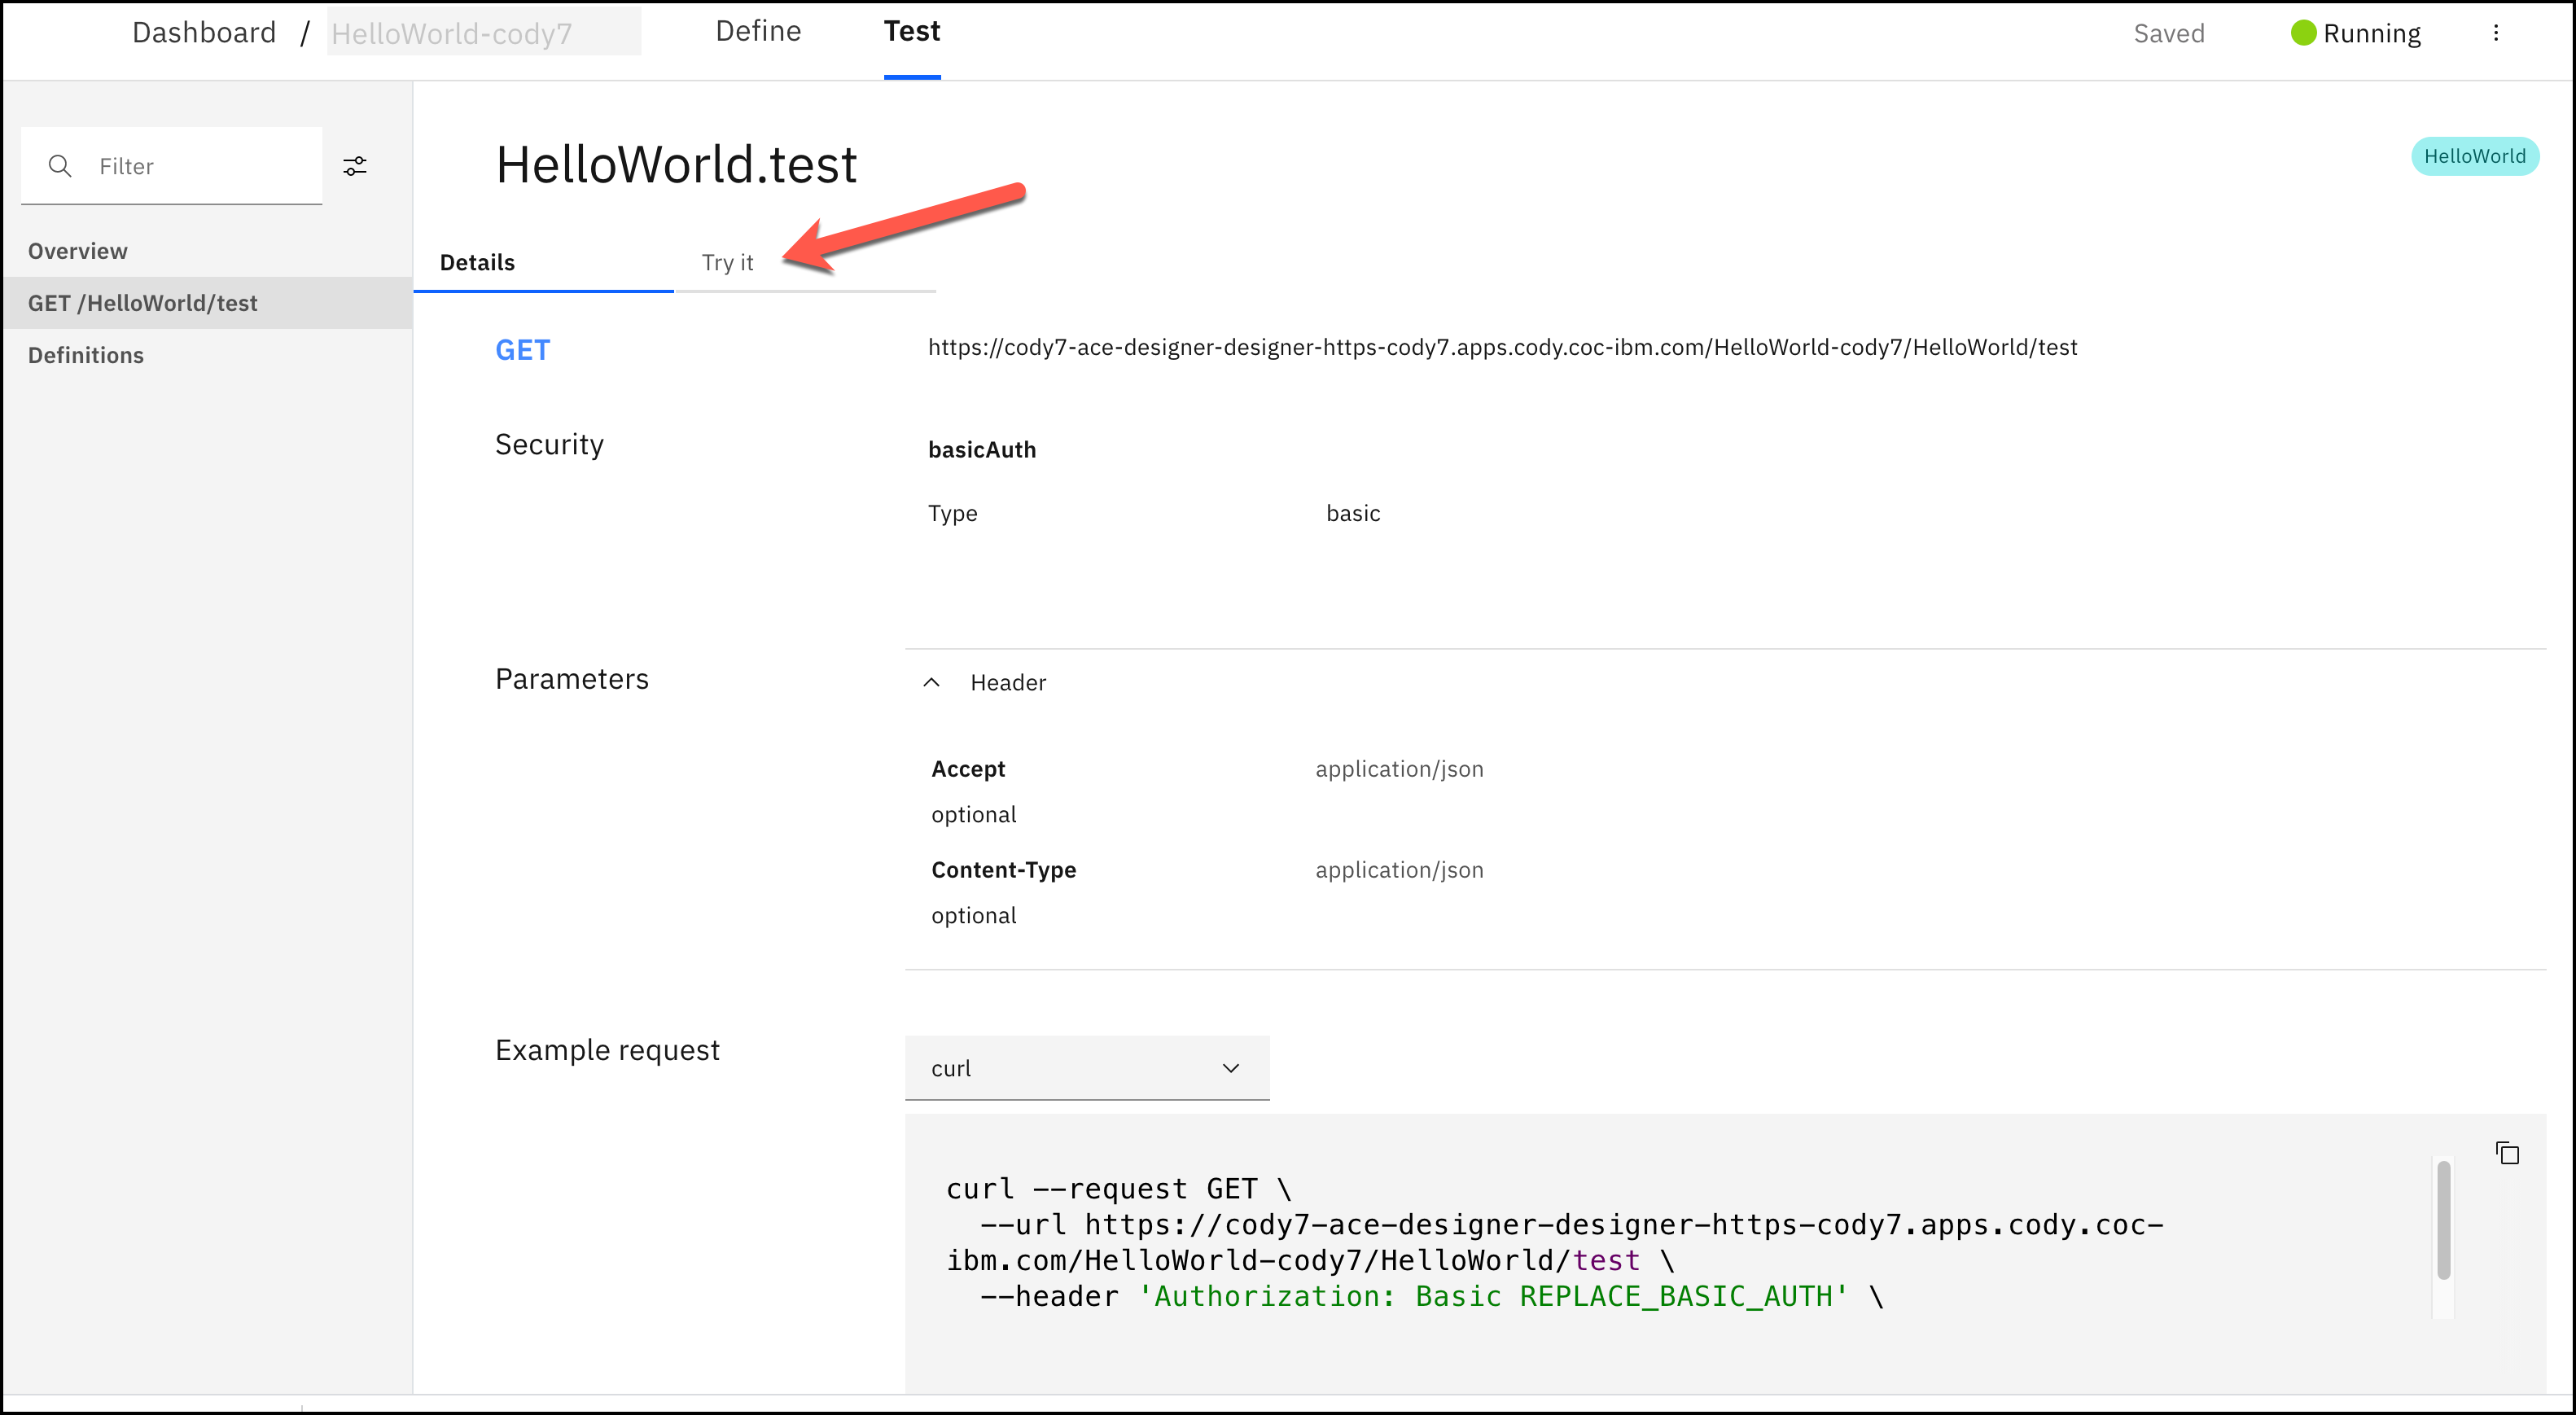 Dashboard / HelloWorld-cody7 Define Test Saved Running
Filter
Overview
GET /HelloWorld/test
Definitions
HelloWorld.test
HelloWorld
Details Try it
GET https://cody7-ace-designer-designer-https-cody7.apps.cody.coc-ibm.com/HelloWorld-cody7/HelloWorld/test
Security basicAuth
Type basic
Parameters Header
Accept application/json
optional
Content-Type application/json
optional
Example request curl
curl --request GET \
--url https://cody7-ace-designer-designer-https-cody7.apps.cody.coc-
ibm.com/HelloWorld-cody7/HelloWorld/test \
--header 'Authorization: Basic REPLACE_BASIC_AUTH' \